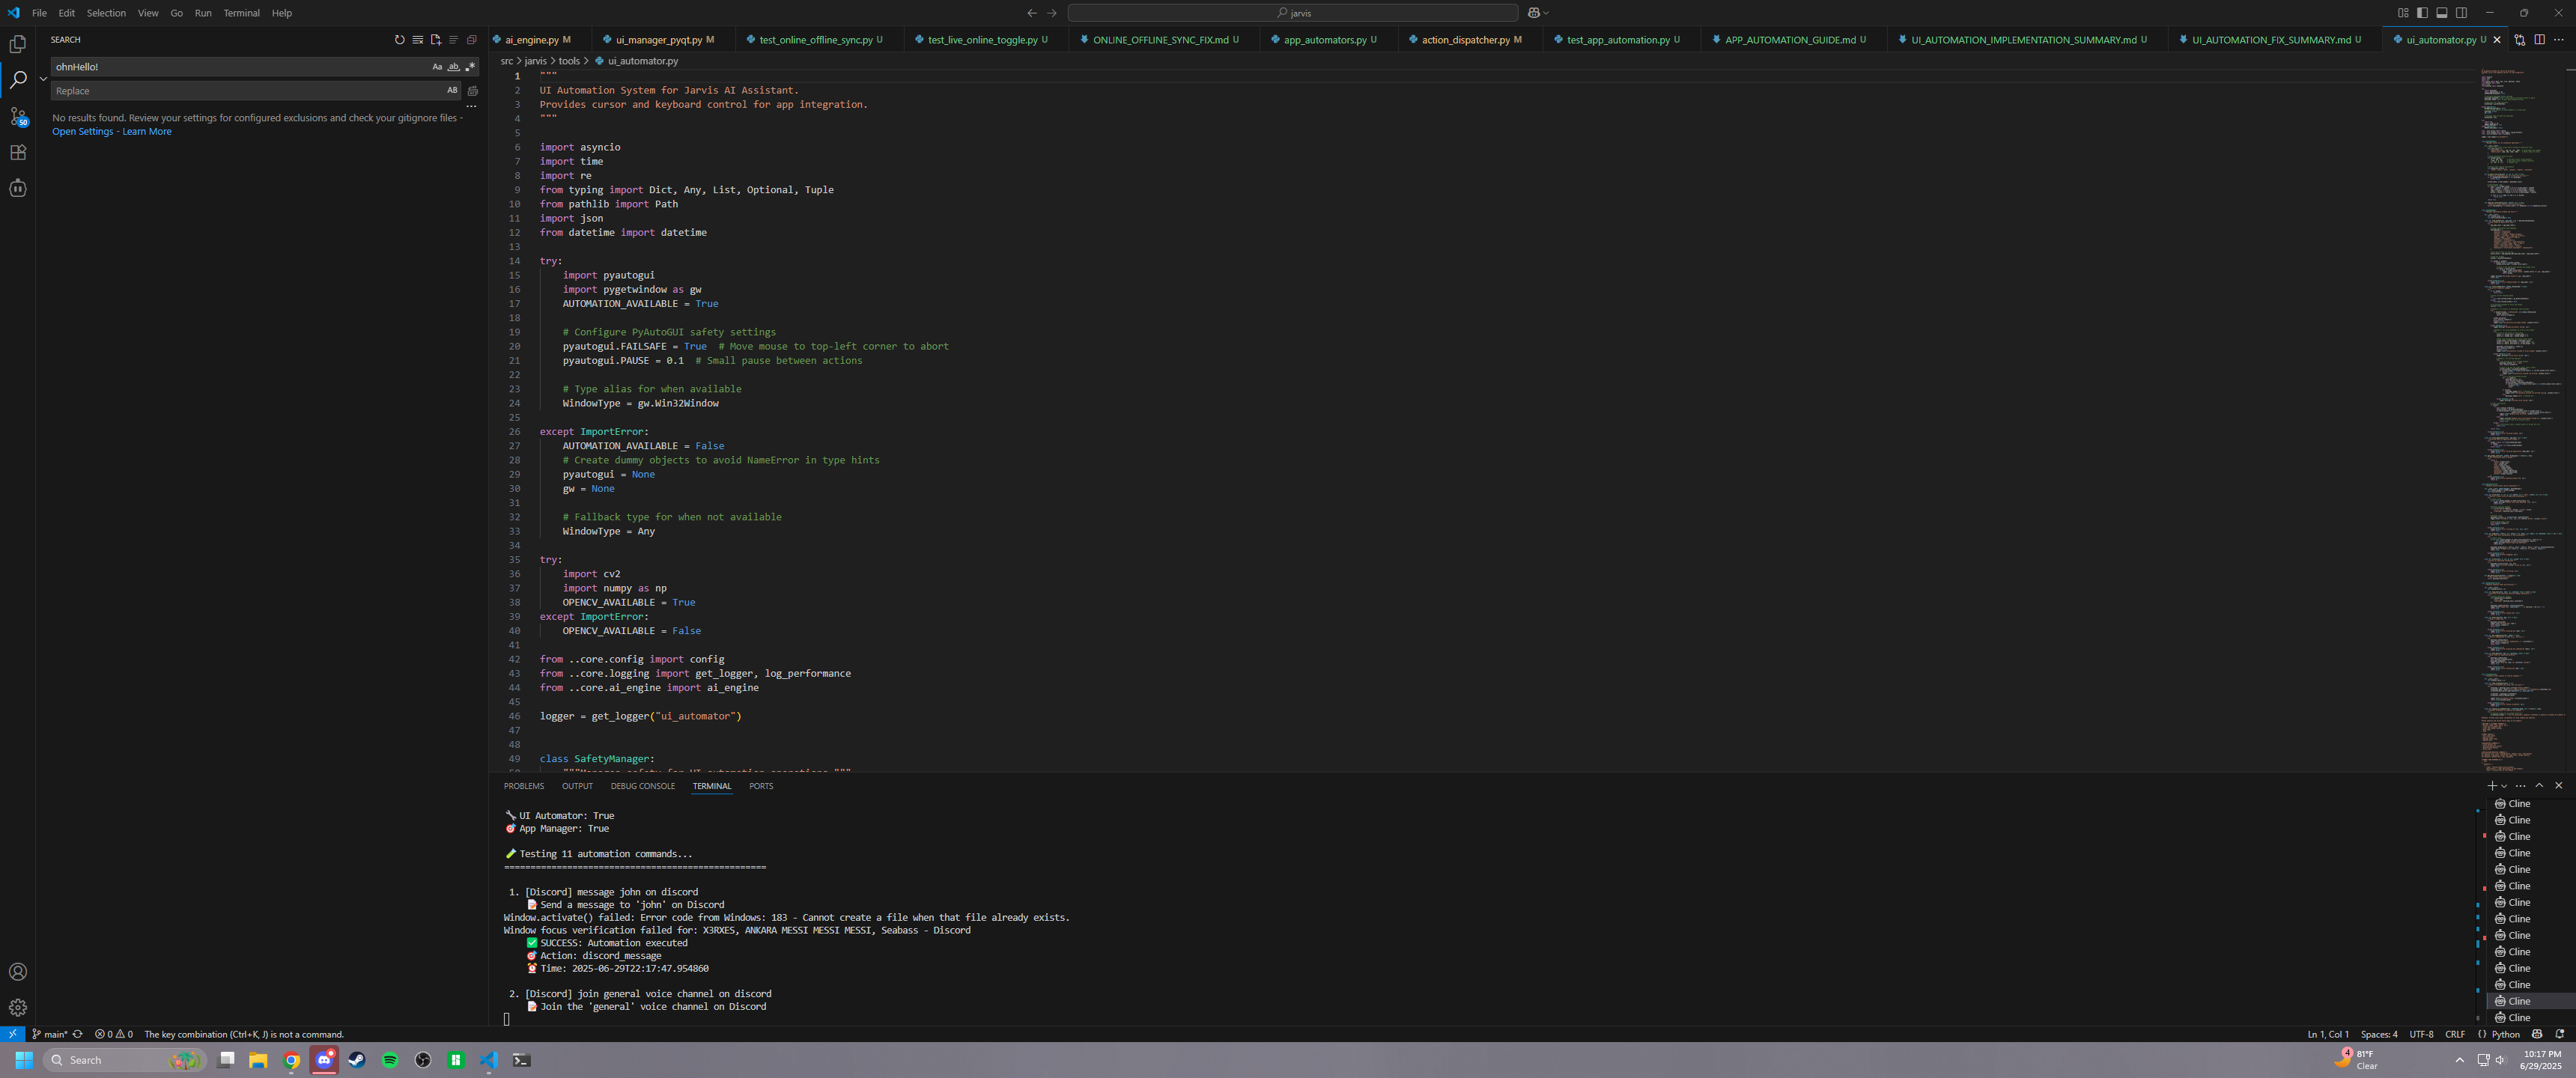 File Edit Selection View Go Run Terminal Help
jarvis
SEARCH
ohnHello!
Aa ab .*
Replace
AB
No results found. Review your settings for configured exclusions and check your gitignore files -
Open Settings - Learn More
50
ai_engine.py M
ui_manager_pyqt.py M
test_online_offline_sync.py U
test_live_online_toggle.py U
ONLINE_OFFLINE_SYNC_FIX.md U
app_automators.py U
action_dispatcher.py M
test_app_automation.py U
APP_AUTOMATION_GUIDE.md U
UI_AUTOMATION_IMPLEMENTATION_SUMMARY.md U
UI_AUTOMATION_FIX_SUMMARY.md U
ui_automator.py U
src > jarvis > tools > ui_automator.py
1 """
2 UI Automation System for Jarvis AI Assistant.
3 Provides cursor and keyboard control for app integration.
4 """
5
6 import asyncio
7 import time
8 import re
9 from typing import Dict, Any, List, Optional, Tuple
10 from pathlib import Path
11 import json
12 from datetime import datetime
13
14 try:
15 import pyautogui
16 import pygetwindow as gw
17 AUTOMATION_AVAILABLE = True
18
19 # Configure PyAutoGUI safety settings
20 pyautogui.FAILSAFE = True # Move mouse to top-left corner to abort
21 pyautogui.PAUSE = 0.1 # Small pause between actions
22
23 # Type alias for when available
24 WindowType = gw.Win32Window
25
26 except ImportError:
27 AUTOMATION_AVAILABLE = False
28 # Create dummy objects to avoid NameError in type hints
29 pyautogui = None
30 gw = None
31
32 # Fallback type for when not available
33 WindowType = Any
34
35 try:
36 import cv2
37 import numpy as np
38 OPENCV_AVAILABLE = True
39 except ImportError:
40 OPENCV_AVAILABLE = False
41
42 from ..core.config import config
43 from ..core.logging import get_logger, log_performance
44 from ..core.ai_engine import ai_engine
45
46 logger = get_logger("ui_automator")
47
48
49 class SafetyManager:
50 """Manages safety for UI automation operations."""
PROBLEMS OUTPUT DEBUG CONSOLE TERMINAL PORTS
UI Automator: True
App Manager: True
Testing 11 automation commands...
==================================================
1. [Discord] message john on discord
Send a message to 'john' on Discord
Window.activate() failed: Error code from Windows: 183 - Cannot create a file when that file already exists.
Window focus verification failed for: X3RXES, ANKARA MESSI MESSI MESSI, Seabass - Discord
SUCCESS: Automation executed
Action: discord_message
Time: 2025-06-29T22:17:47.954860
2. [Discord] join general voice channel on discord
Join the 'general' voice channel on Discord
Cline
Cline
Cline
Cline
Cline
Cline
Cline
Cline
Cline
Cline
Cline
Cline
Cline
Cline
main* 0 0 The key combination (Ctrl+K, J) is not a command.
Ln 1, Col 1 Spaces: 4 UTF-8 CRLF {} Python
Search
4
81°F
Clear
10:17 PM
6/29/2025